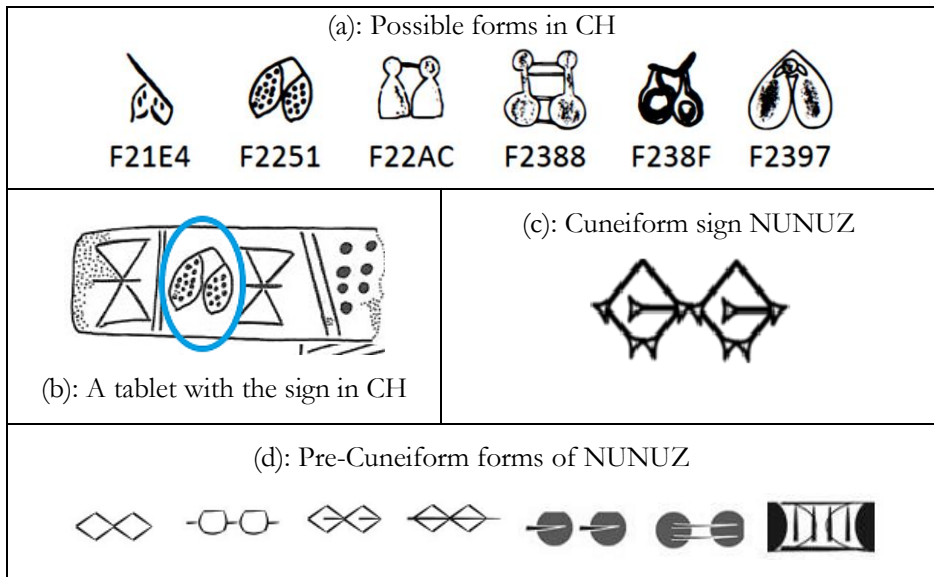 (a): Possible forms in CH
F21E4 F2251 F22AC F2388 F238F F2397
(b): A tablet with the sign in CH
(c): Cuneiform sign NUNUZ
(d): Pre-Cuneiform forms of NUNUZ